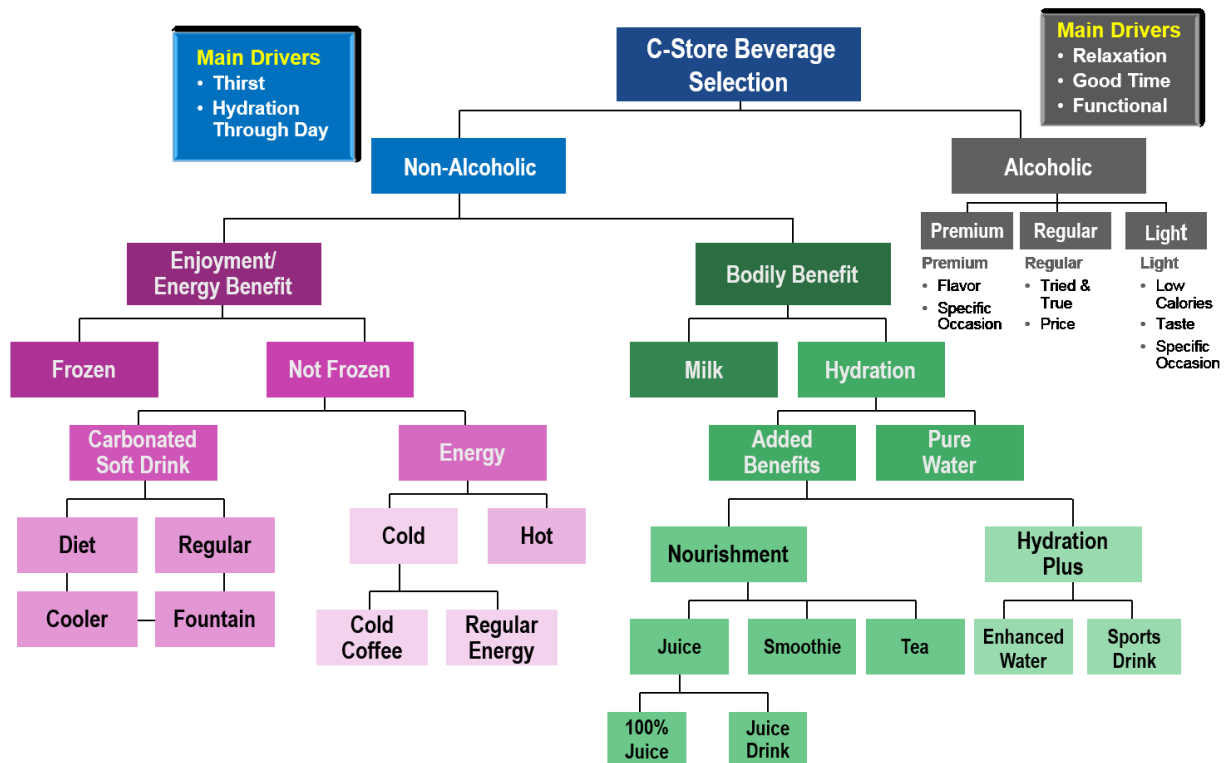 C-Store Beverage
Selection
Main Drivers
• Thirst
• Hydration
Through Day
Main Drivers
• Relaxation
• Good Time
• Functional
Non-Alcoholic
Alcoholic
Premium
Regular
Light
Premium
• Flavor
• Specific
Occasion
Regular
• Tried &
True
• Price
Light
• Low
Calories
• Taste
• Specific
Occasion
Enjoyment/
Energy Benefit
Bodily Benefit
Frozen
Not Frozen
Milk
Hydration
Carbonated
Soft Drink
Energy
Added
Benefits
Pure
Water
Diet
Regular
Cold
Hot
Nourishment
Hydration
Plus
Cooler
Fountain
Cold
Coffee
Regular
Energy
Juice
Smoothie
Tea
Enhanced
Water
Sports
Drink
100%
Juice
Juice
Drink